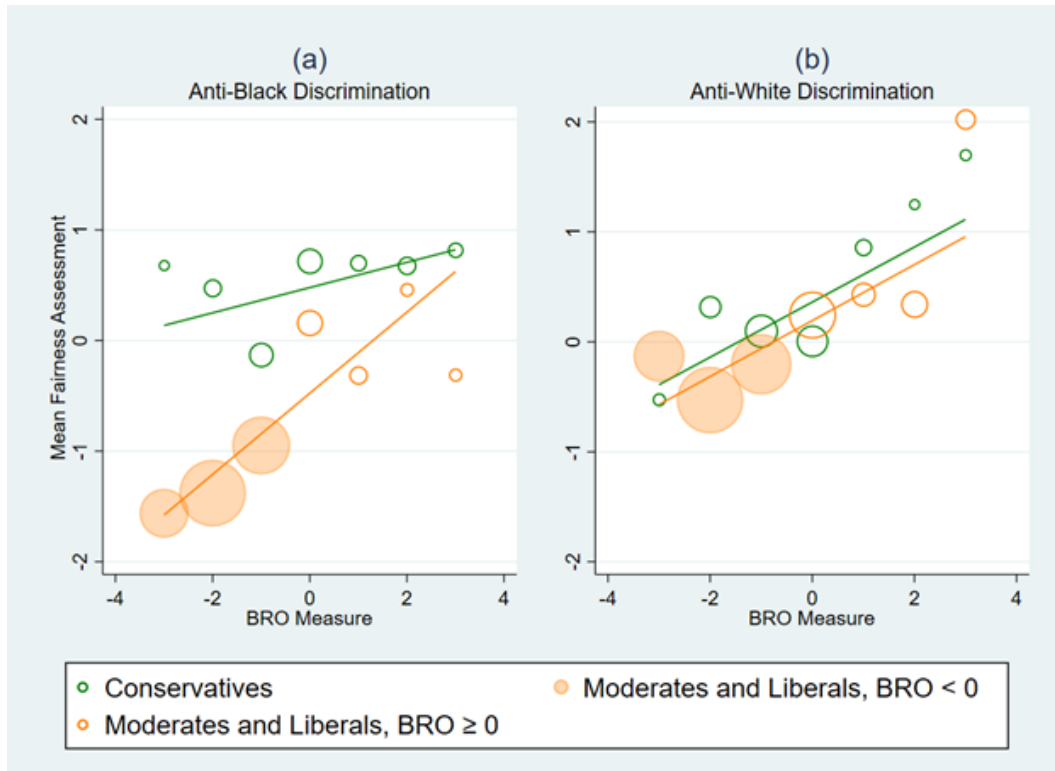 (a)
Anti-Black Discrimination
2
1
0
-1
-2
Mean Fairness Assessment
-4 -2 0 2 4
BRO Measure
(b)
Anti-White Discrimination
2
1
0
-1
-2
-4 -2 0 2 4
BRO Measure
Conservatives
Moderates and Liberals, BRO < 0
Moderates and Liberals, BRO ≥ 0